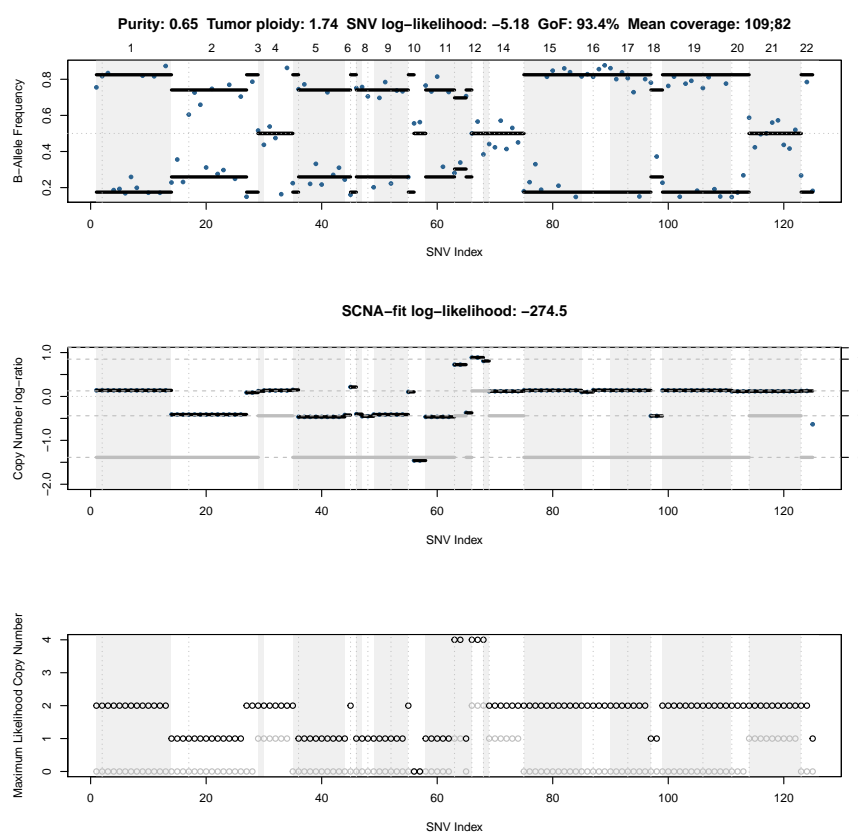 Purity: 0.65 Tumor ploidy: 1.74 SNV log−likelihood: −5.18 GoF: 93.4% Mean coverage: 109;82
1 2 3 4 5 6 8 9 10 11 12 14 15 16 17 18 19 20 21 22
B−Allele Frequency
0.8
0.6
0.4
0.2
0 20 40 60 80 100 120
SNV Index
SCNA−fit log−likelihood: −274.5
Copy Number log−ratio
1.0
0.0
−1.0
−2.0
0 20 40 60 80 100 120
SNV Index
Maximum Likelihood Copy Number
4
3
2
1
0
0 20 40 60 80 100 120
SNV Index